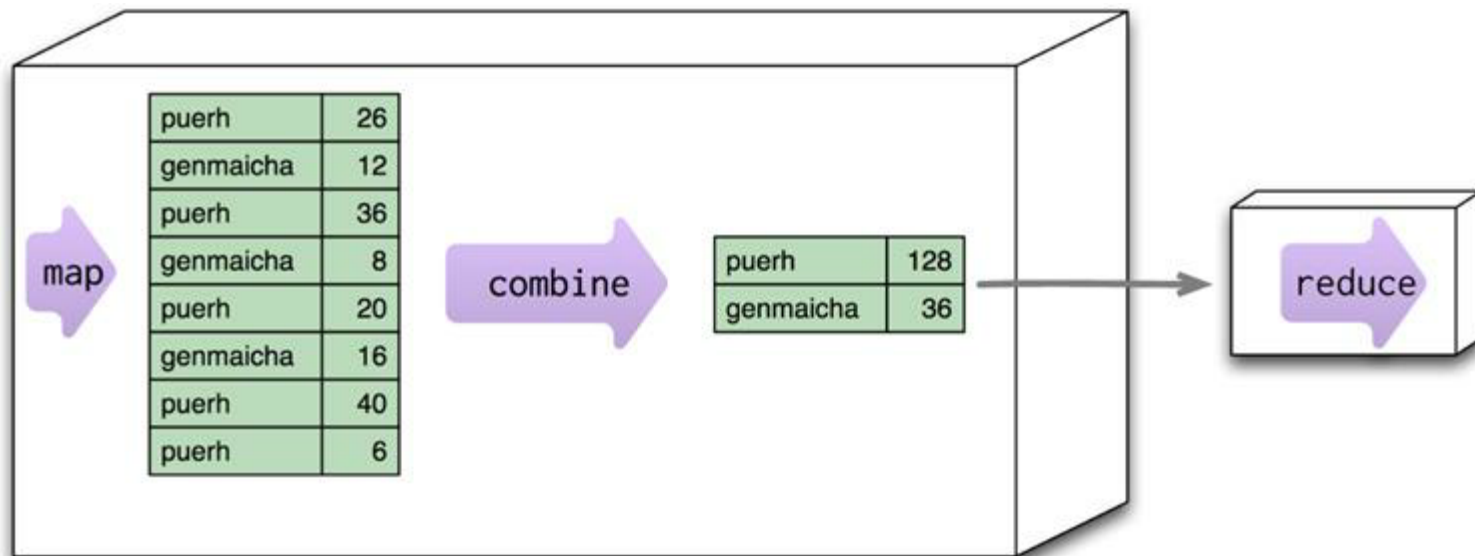 map
puerh 26
genmaicha 12
puerh 36
genmaicha 8
puerh 20
genmaicha 16
puerh 40
puerh 6
combine
puerh 128
genmaicha 36
reduce